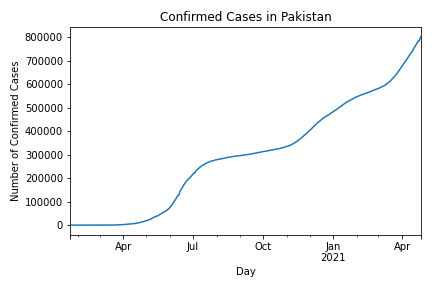 Confirmed Cases in Pakistan
Number of Confirmed Cases
800000
700000
600000
500000
400000
300000
200000
100000
0
Apr
Jul
Oct
Jan
2021
Apr
Day